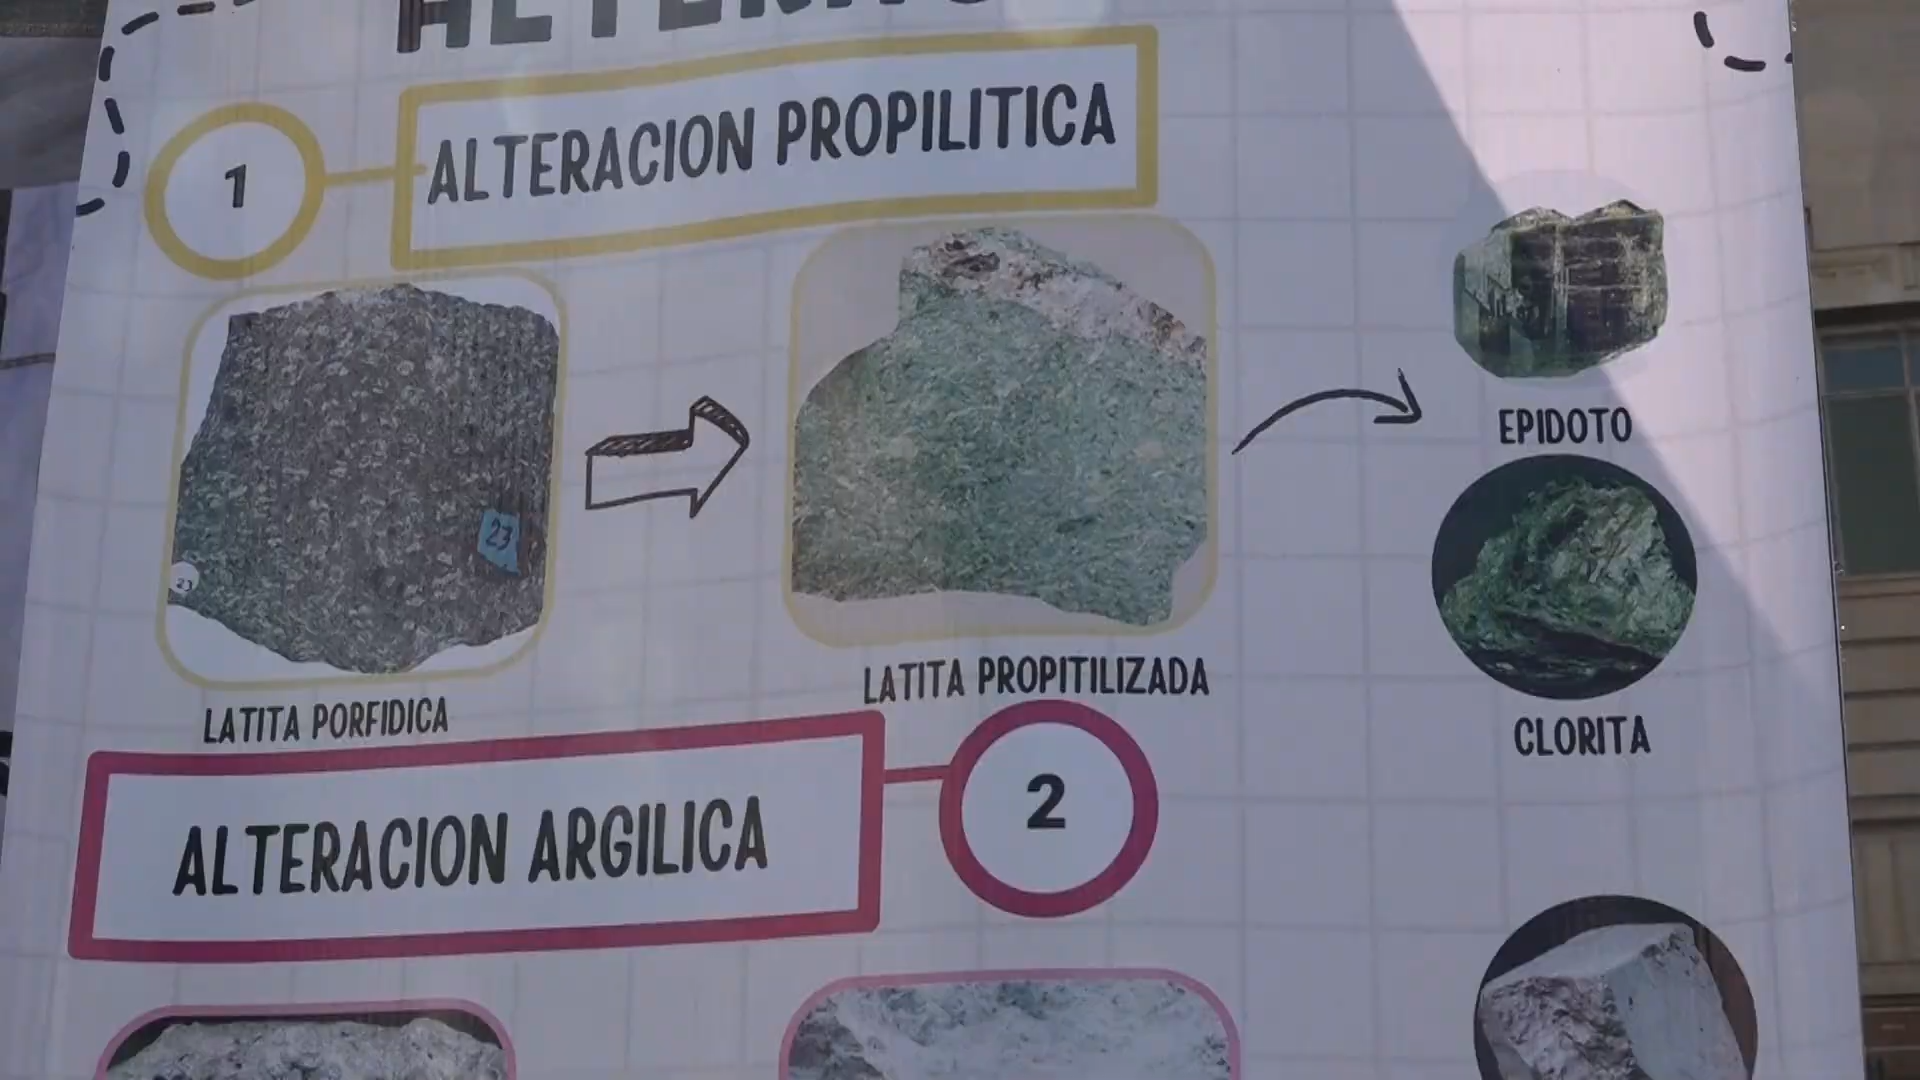 1
ALTERACION PROPILITICA
EPIDOTO
23
23
LATITA PORFIDICA
LATITA PROPITILIZADA
CLORITA
ALTERACION ARGILICA
2